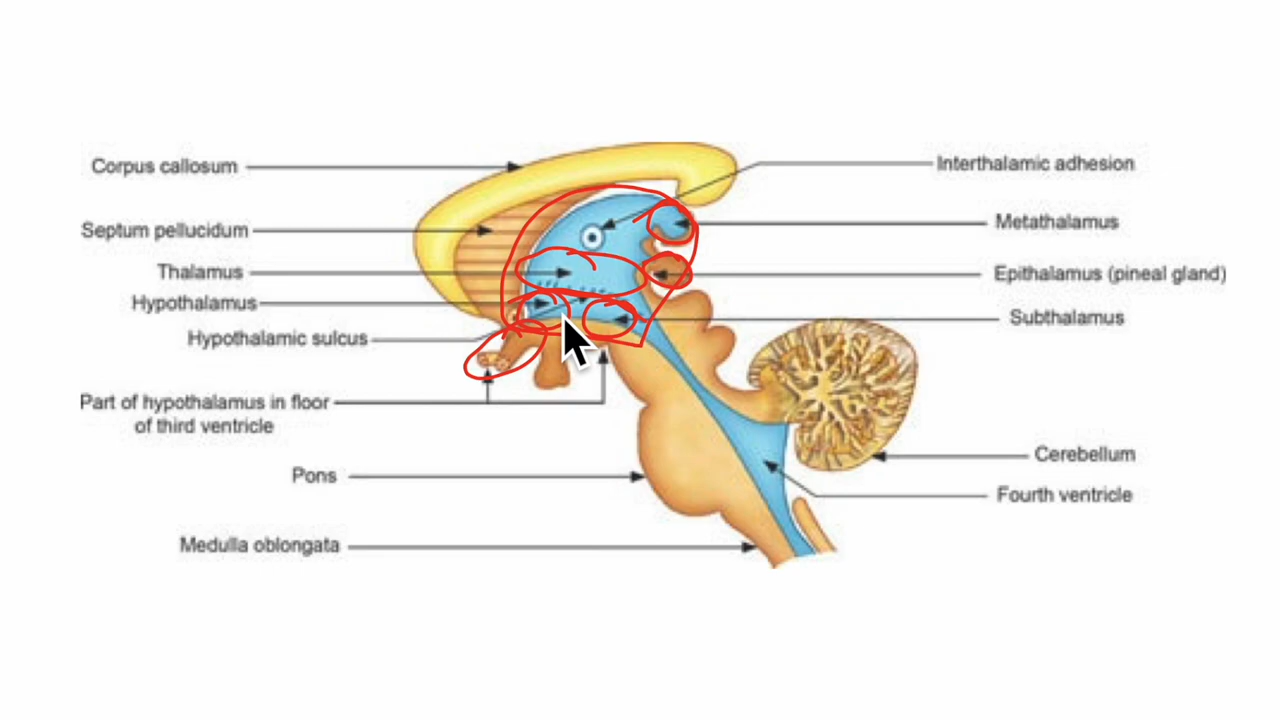 Corpus callosum
Septum pellucidum
Thalamus
Hypothalamus
Hypothalamic sulcus
Part of hypothalamus in floor
of third ventricle
Pons
Medulla oblongata
Interthalamic adhesion
Metathalamus
Epithalamus (pineal gland)
Subthalamus
Cerebellum
Fourth ventricle